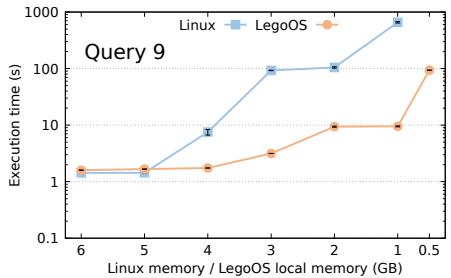 1000
100
10
1
0.1
Execution time (s)
Linux
LegoOS
Query 9
6 5 4 3 2 1 0.5
Linux memory / LegoOS local memory (GB)